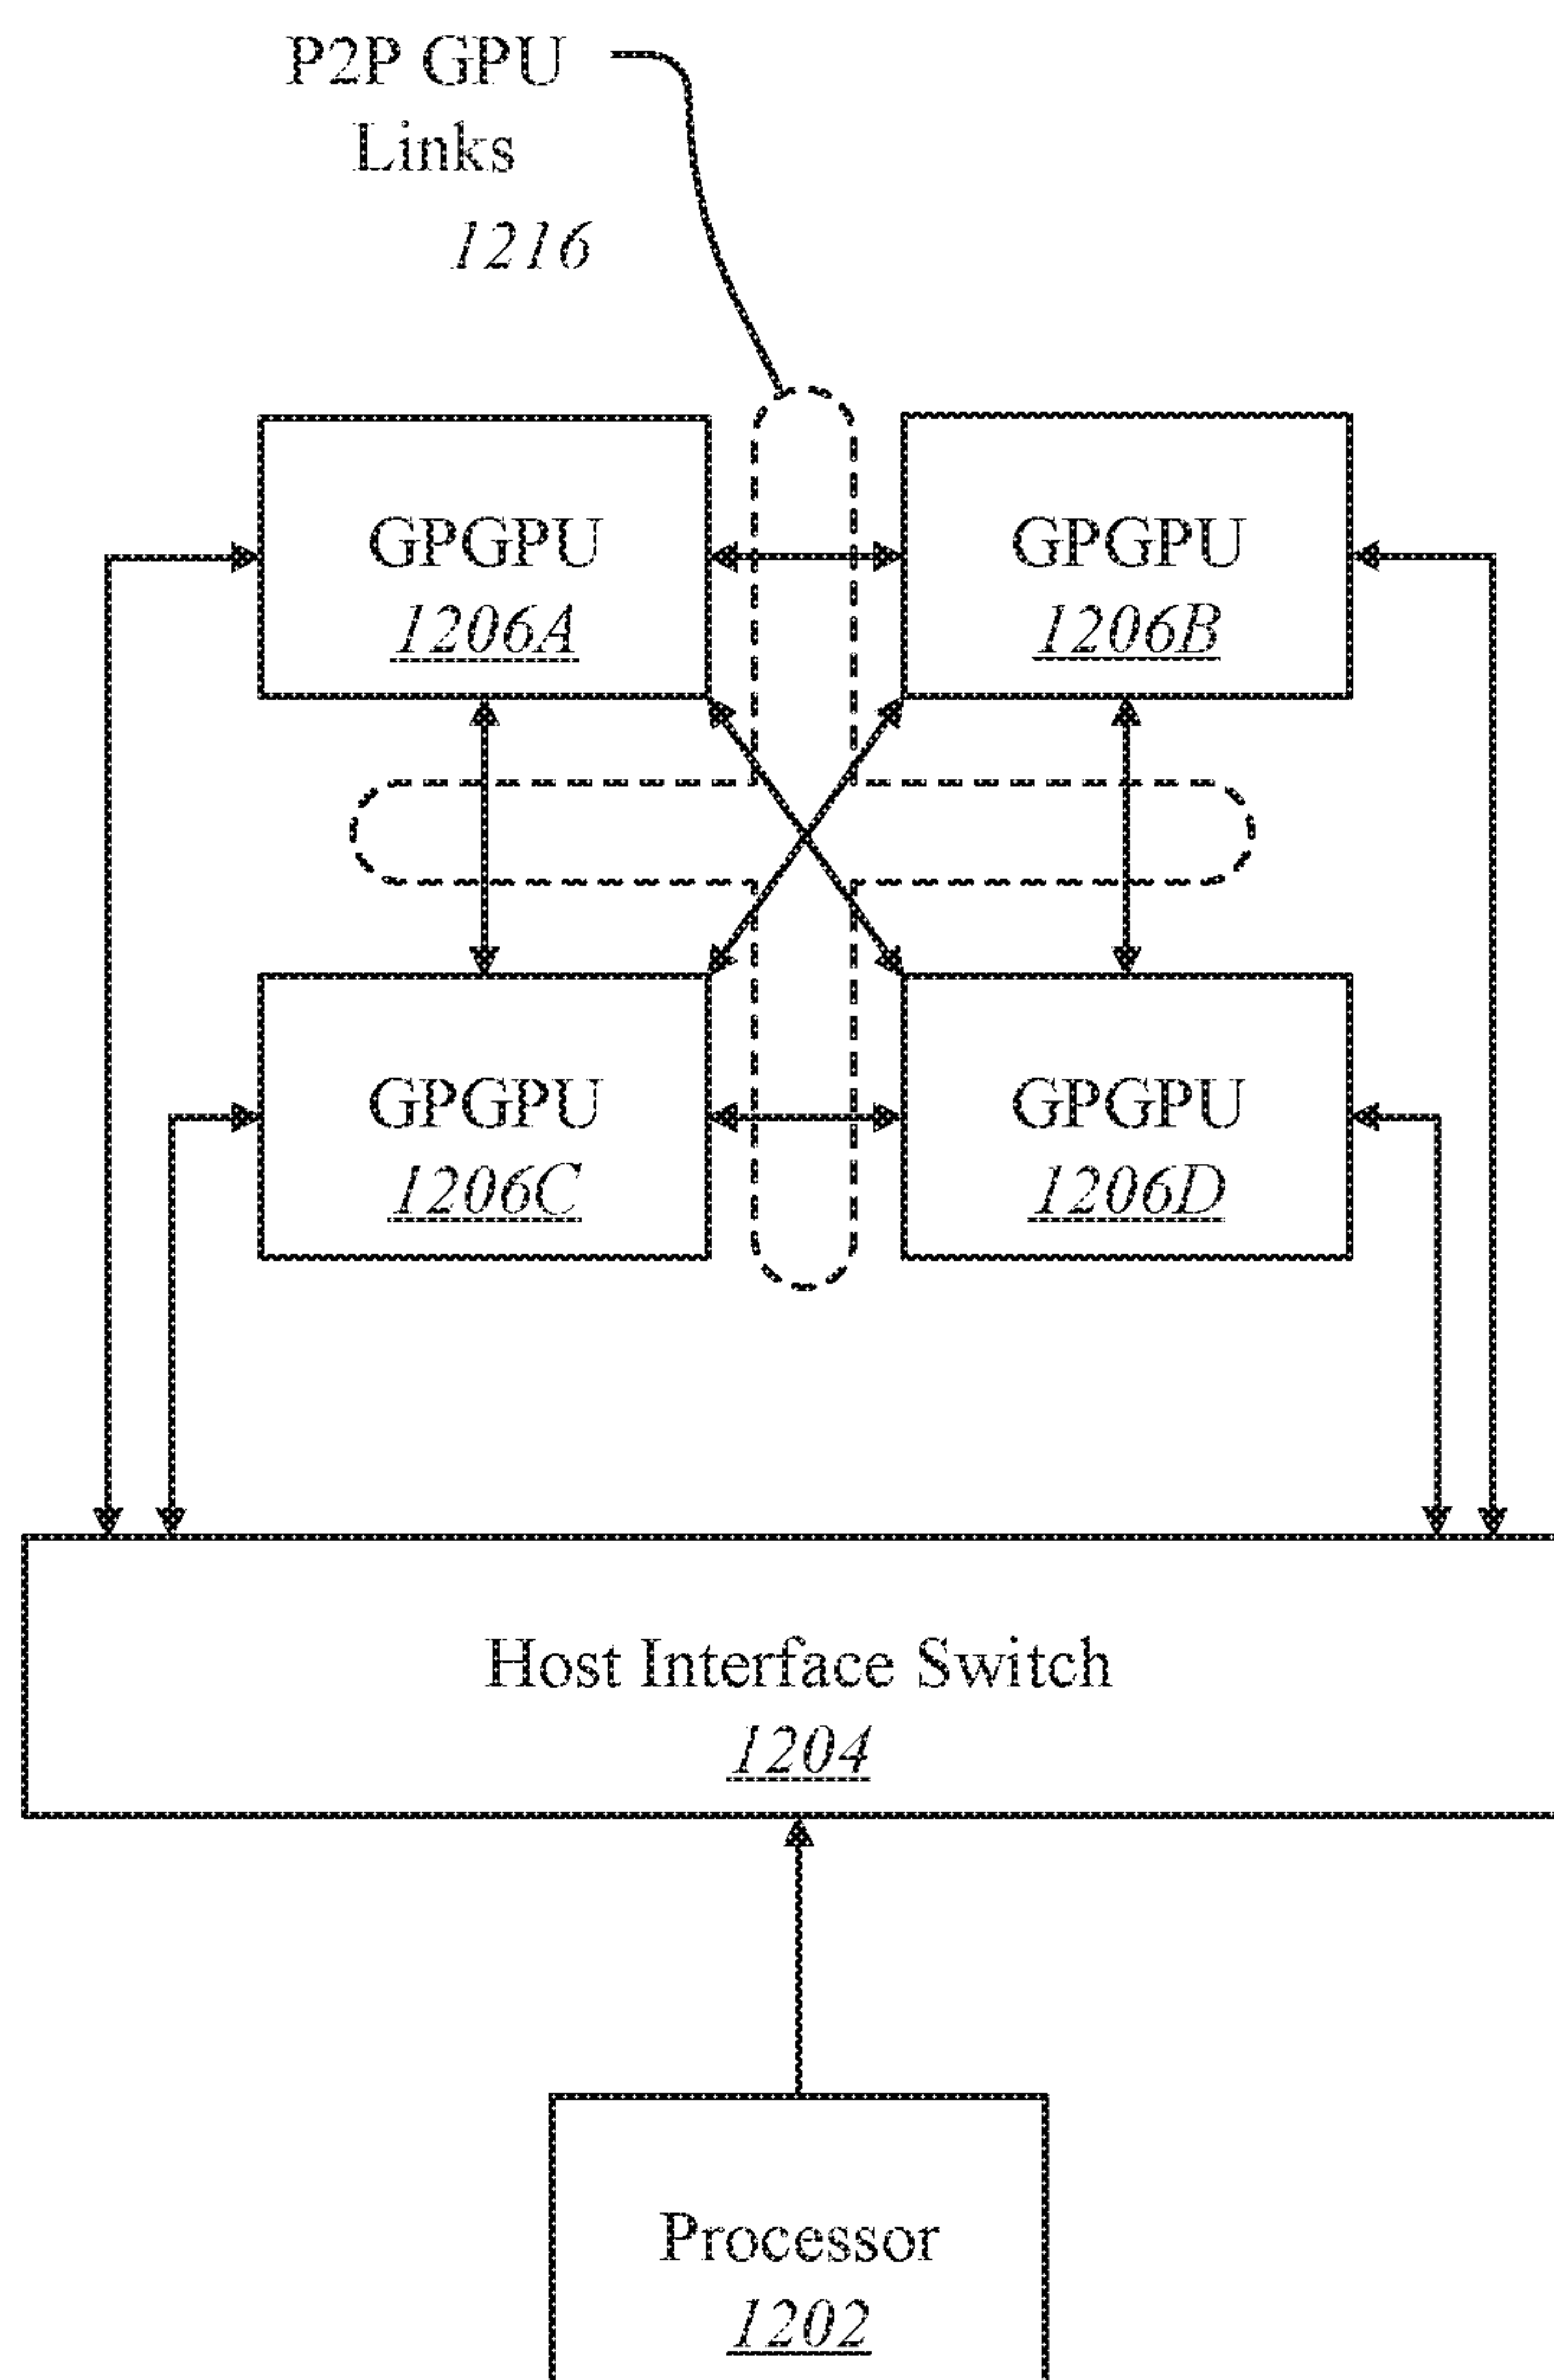 P2P GPU
Links
1216
GPGPU
1206A
GPGPU
1206B
GPGPU
1206C
GPGPU
1206D
Host Interface Switch
1204
Processor
1202